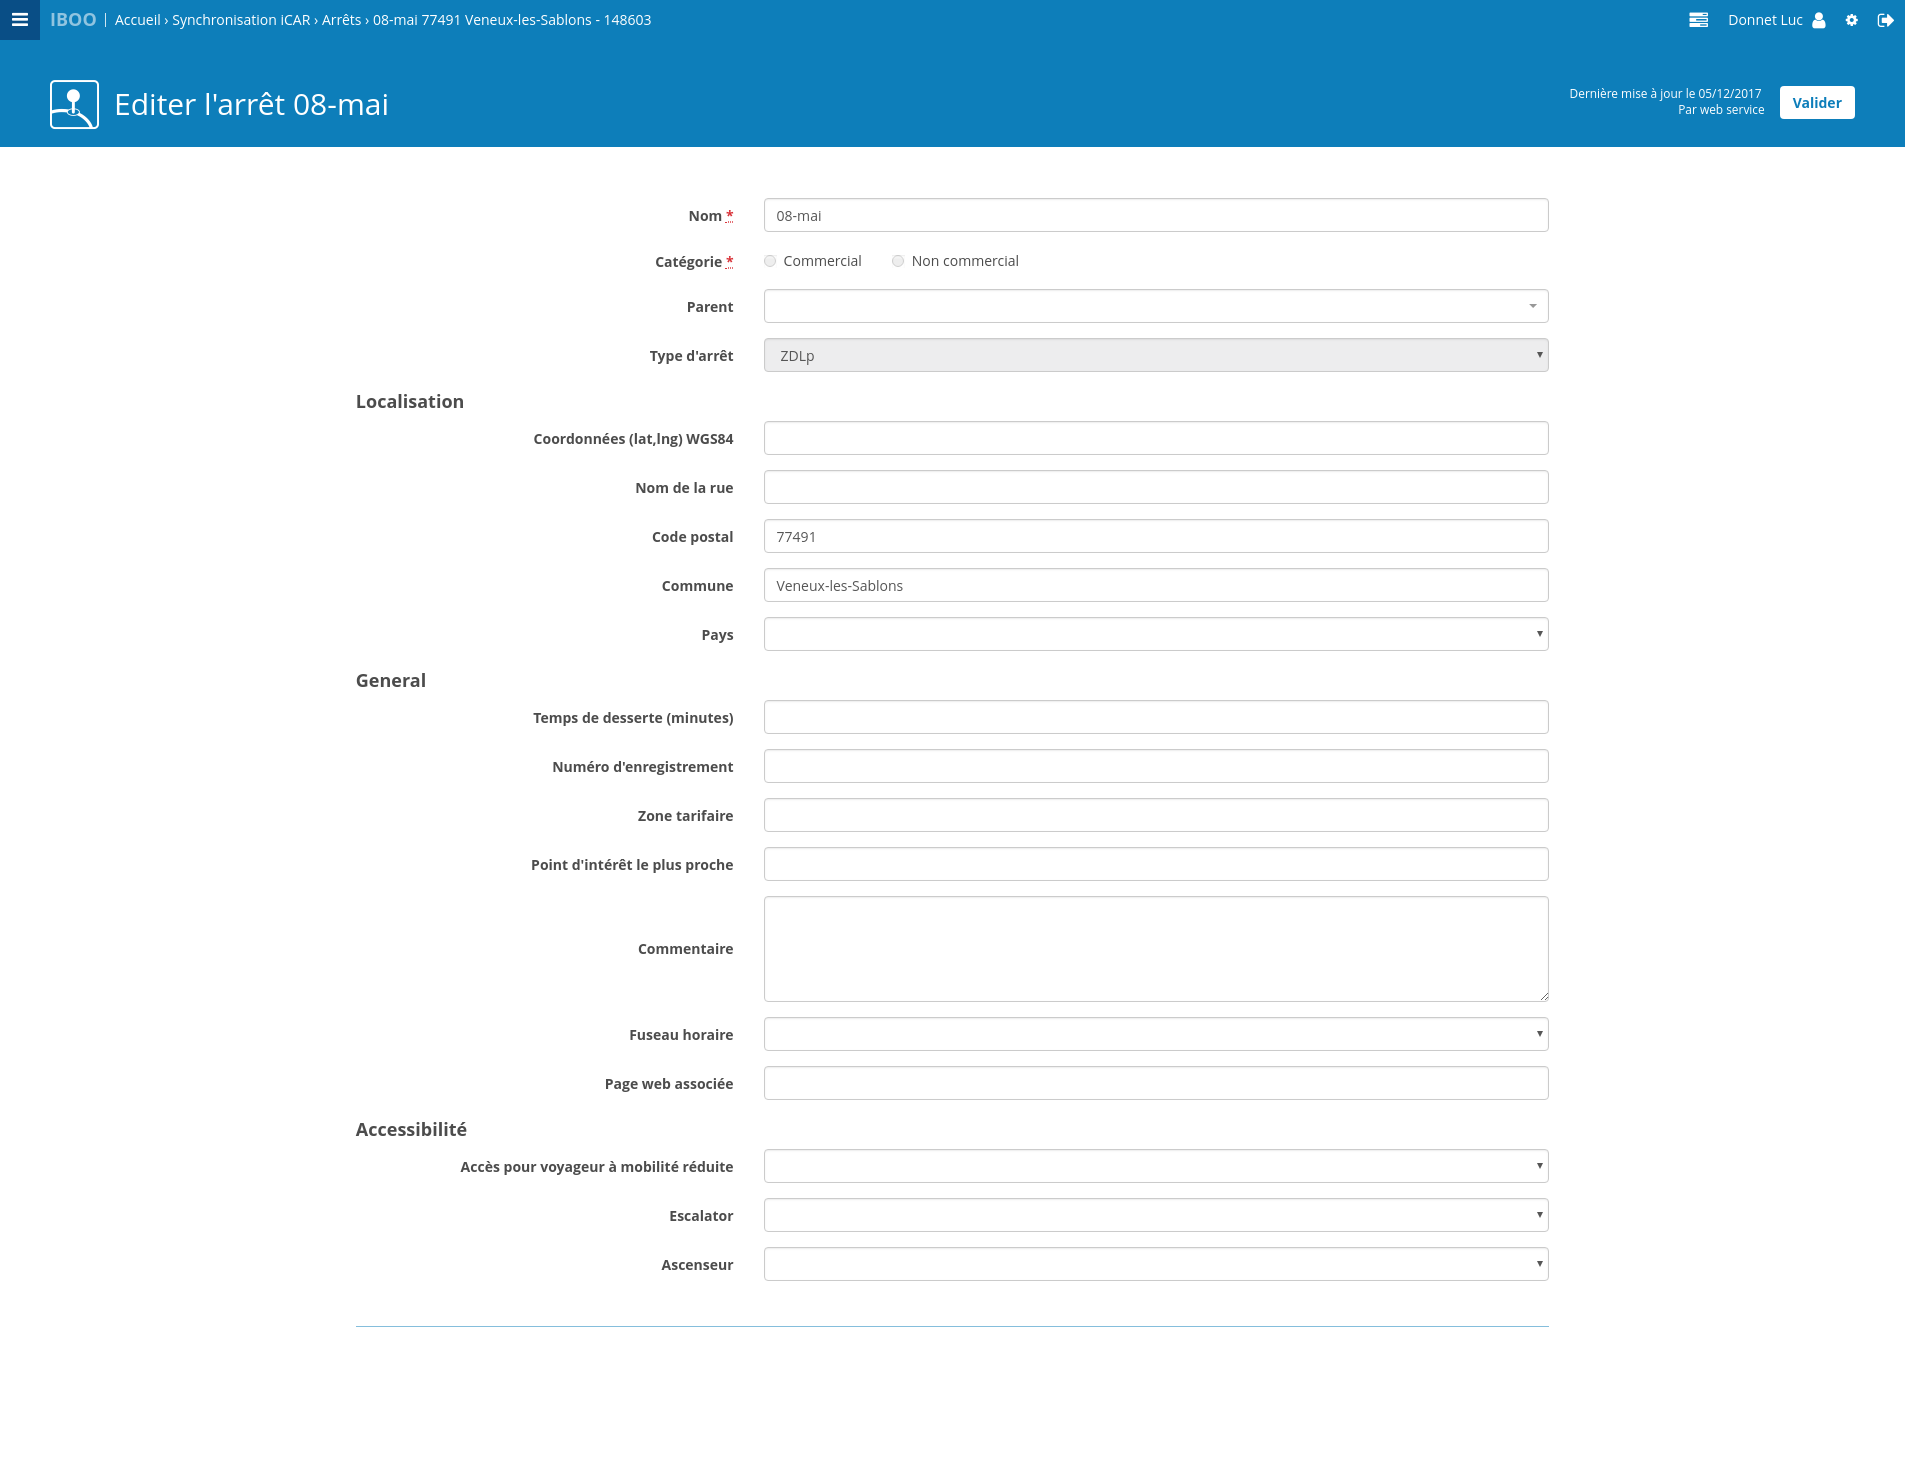 IBOO | Accueil › Synchronisation iCAR › Arrêts › 08-mai 77491 Veneux-les-Sablons - 148603
Donnet Luc
Editer l'arrêt 08-mai
Dernière mise à jour le 05/12/2017
Par web service
Valider
Nom * 08-mai
Catégorie * Commercial Non commercial
Parent
Type d'arrêt ZDLp
Localisation
Coordonnées (lat,lng) WGS84
Nom de la rue
Code postal 77491
Commune Veneux-les-Sablons
Pays
General
Temps de desserte (minutes)
Numéro d'enregistrement
Zone tarifaire
Point d'intérêt le plus proche
Commentaire
Fuseau horaire
Page web associée
Accessibilité
Accès pour voyageur à mobilité réduite
Escalator
Ascenseur